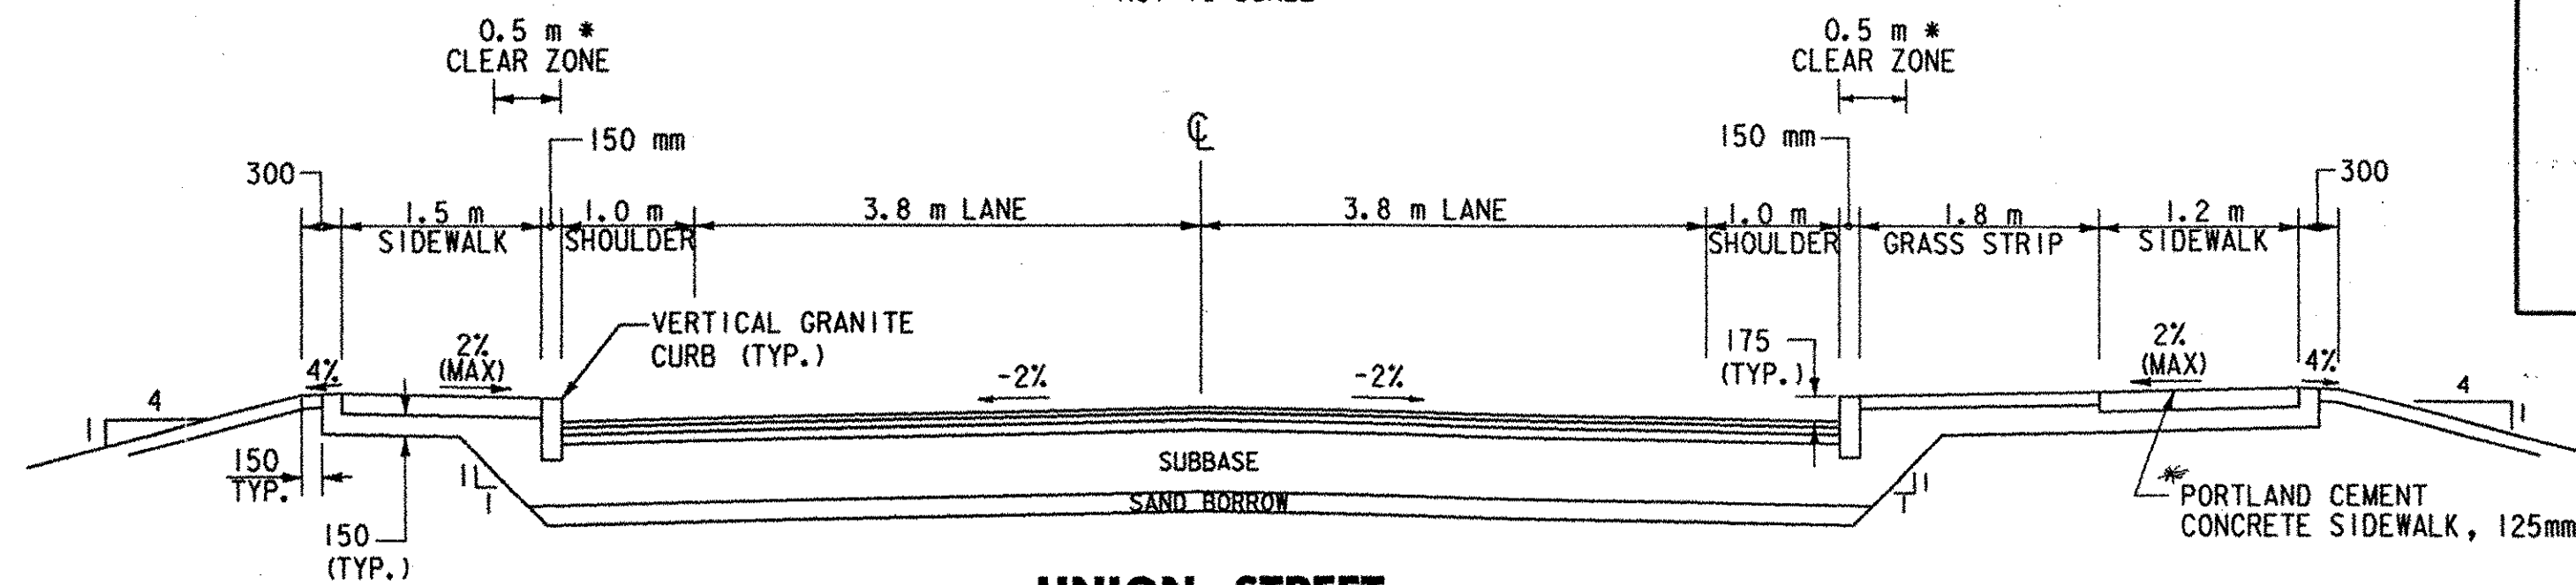 0.5 m *
CLEAR ZONE
0.5 m *
CLEAR ZONE
150 mm
℄
150 mm
300
300
1.5 m
SIDEWALK
1.0 m
SHOULDER
3.8 m LANE
3.8 m LANE
1.0 m
SHOULDER
1.8 m
GRASS STRIP
1.2 m
SIDEWALK
VERTICAL GRANITE
CURB (TYP.)
175
(TYP.)
4%
2%
(MAX)
-2%
-2%
2%
(MAX)
4%
4
1
4
1
150
TYP.
1
1
SUBBASE
SAND BORROW
1
1
*
PORTLAND CEMENT
CONCRETE SIDEWALK, 125mm
150
(TYP.)
UNION STREET